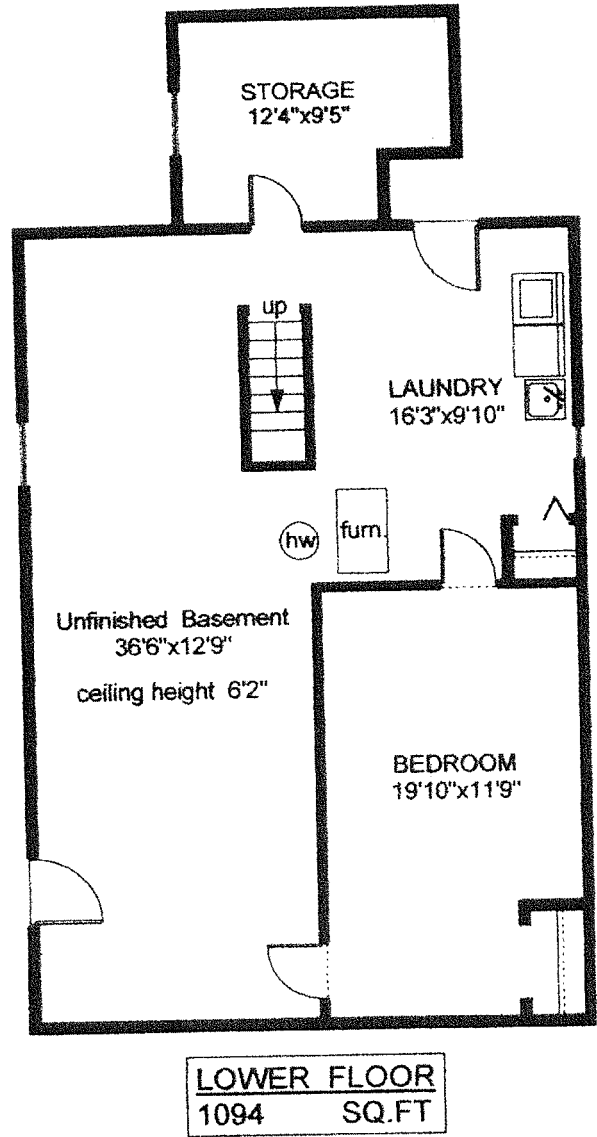 STORAGE
12'4"x9'5"
up
LAUNDRY
16'3"x9'10"
hw
furn.
Unfinished Basement
36'6"x12'9"
ceiling height 6'2"
BEDROOM
19'10"x11'9"
LOWER FLOOR
1094 SQ.FT